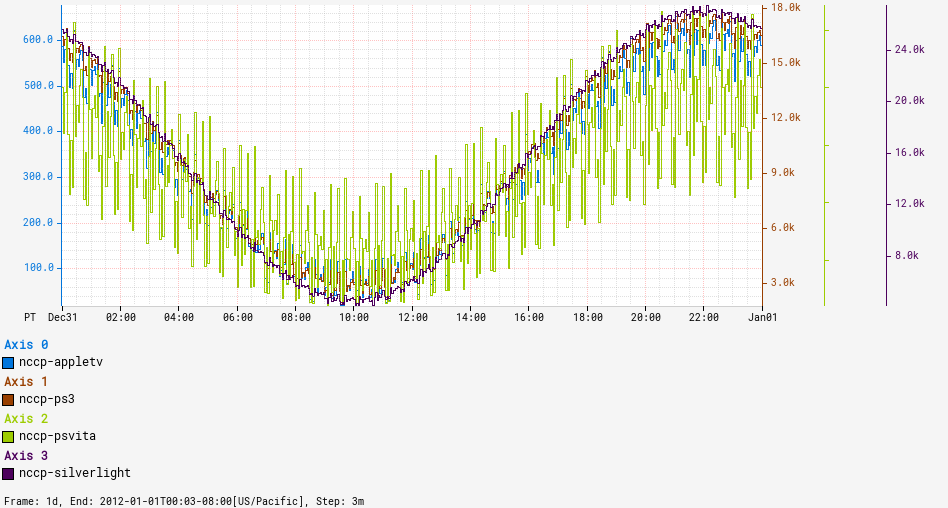 600.0
500.0
400.0
300.0
200.0
100.0
18.0k
15.0k
12.0k
9.0k
6.0k
3.0k
24.0k
20.0k
16.0k
12.0k
8.0k
PT Dec31 02:00 04:00 06:00 08:00 10:00 12:00 14:00 16:00 18:00 20:00 22:00 Jan01
Axis 0
nccp-appletv
Axis 1
nccp-ps3
Axis 2
nccp-psvita
Axis 3
nccp-silverlight
Frame: 1d, End: 2012-01-01T00:03-08:00[US/Pacific], Step: 3m